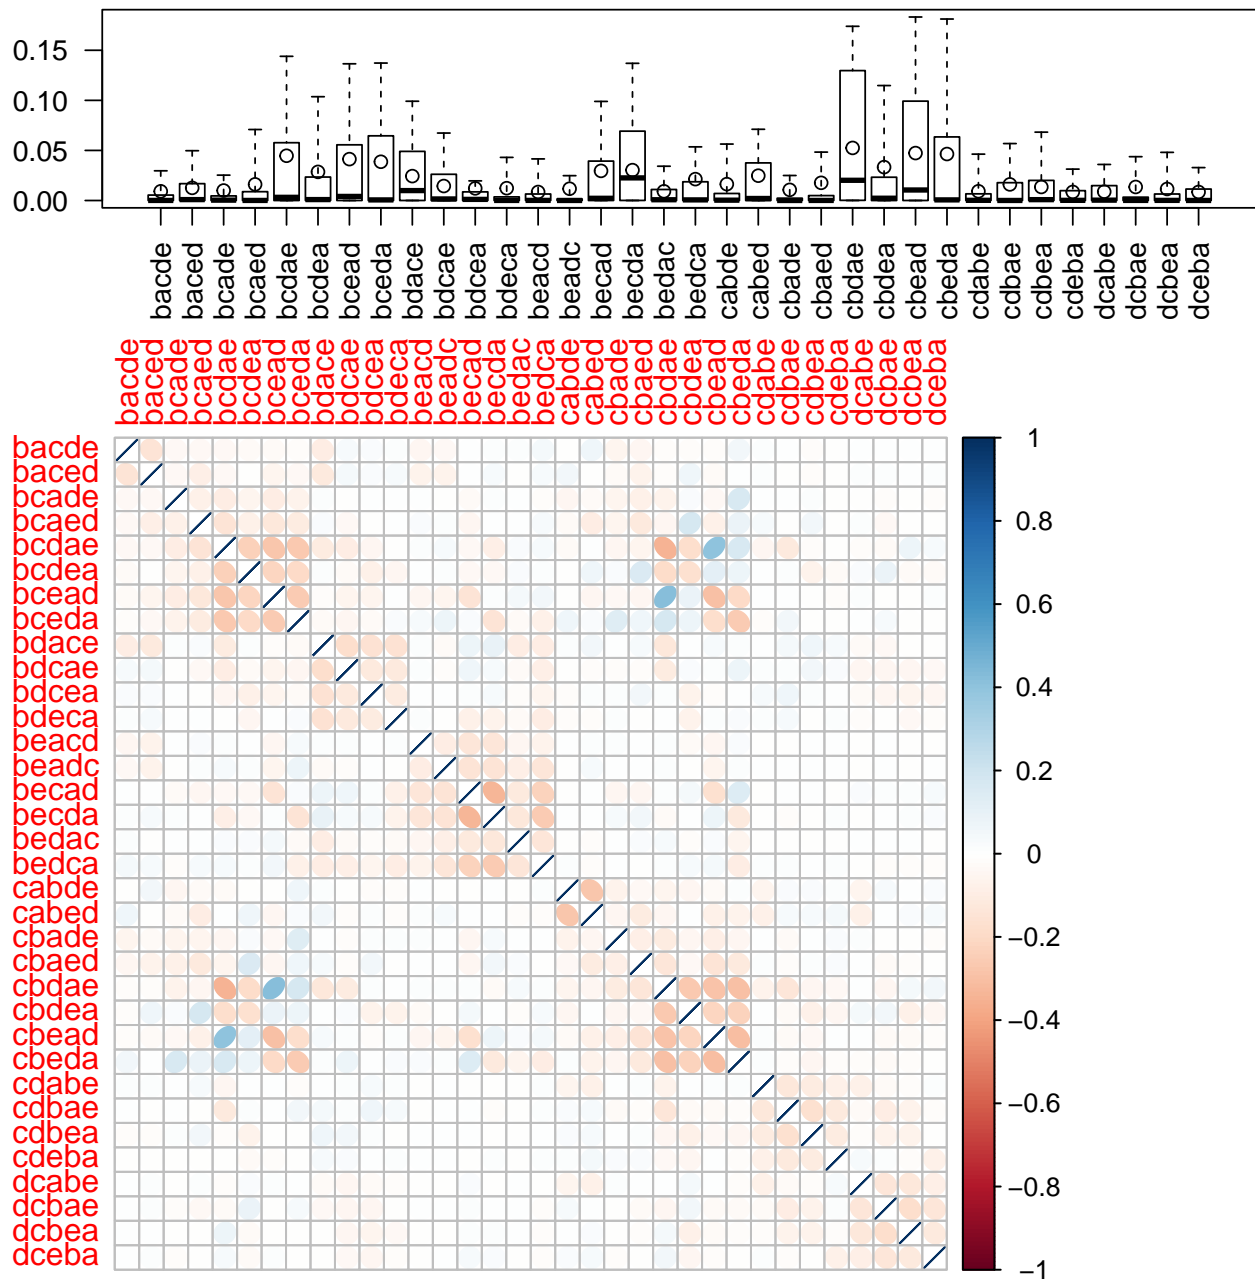 0.15
0.10
0.05
0.00
bacde baced bcade bcaed bcdae bcdea bcead bceda bdace bdcae bdcea bdeca beacd beadc becad becda bedac bedca cabde cabed cbade cbaed cbdae cbdea cbead cbeda cdabe cdbae cdbea cdeba dcabe dcbae dcbea dceba
bacde baced bcade bcaed bcdae bcdea bcead bceda bdace bdcae bdcea bdeca beacd beadc becad becda bedac bedca cabde cabed cbade cbaed cbdae cbdea cbead cbeda cdabe cdbae cdbea cdeba dcabe dcbae dcbea dceba
bacde
baced
bcade
bcaed
bcdae
bcdea
bcead
bceda
bdace
bdcae
bdcea
bdeca
beacd
beadc
becad
becda
bedac
bedca
cabde
cabed
cbade
cbaed
cbdae
cbdea
cbead
cbeda
cdabe
cdbae
cdbea
cdeba
dcabe
dcbae
dcbea
dceba
1
0.8
0.6
0.4
0.2
0
−0.2
−0.4
−0.6
−0.8
−1